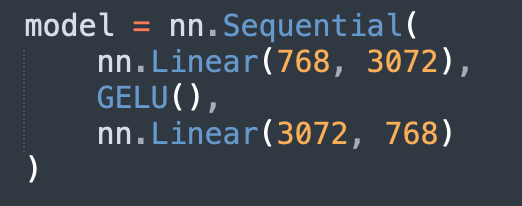 model = nn.Sequential(
    nn.Linear(768, 3072),
    GELU(),
    nn.Linear(3072, 768)
)